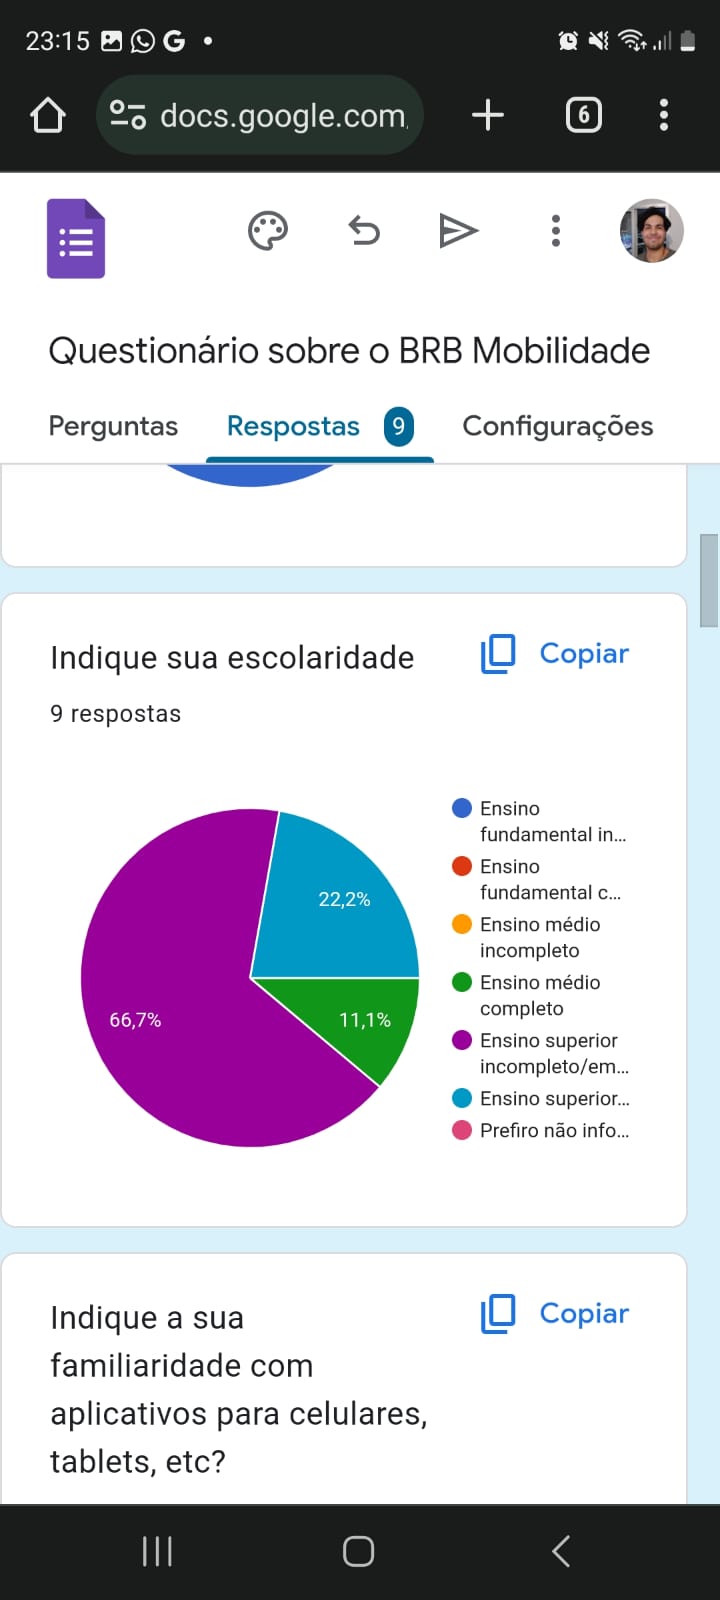 23:15
docs.google.com
6
Questionário sobre o BRB Mobilidade
Perguntas Respostas 9 Configurações
Indique sua escolaridade
Copiar
9 respostas
22,2%
66,7%
11,1%
Ensino
fundamental in...
Ensino
fundamental c...
Ensino médio
incompleto
Ensino médio
completo
Ensino superior
incompleto/em...
Ensino superior...
Prefiro não info...
Indique a sua
familiaridade com
aplicativos para celulares,
tablets, etc?
Copiar